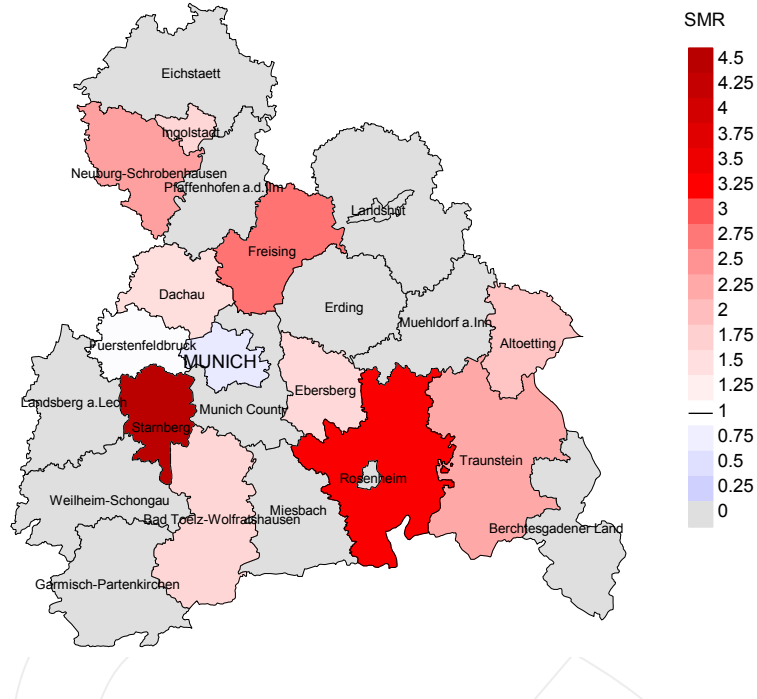 SMR
4.5
4.25
4
3.75
3.5
3.25
3
2.75
2.5
2.25
2
1.75
1.5
1.25
1
0.75
0.5
0.25
0
Eichstaett
Ingolstadt
Neuburg-Schrobenhausen
Pfaffenhofen a.d.Ilm
Landshut
Freising
Dachau
Erding
Muehldorf a.Inn
Altoetting
Fuerstenfeldbruck
MUNICH
Ebersberg
Landsberg a.Lech
Munich County
Starnberg
Traunstein
Rosenheim
Weilheim-Schongau
Miesbach
Bad Toelz-Wolfratshausen
Berchtesgadener Land
Garmisch-Partenkirchen